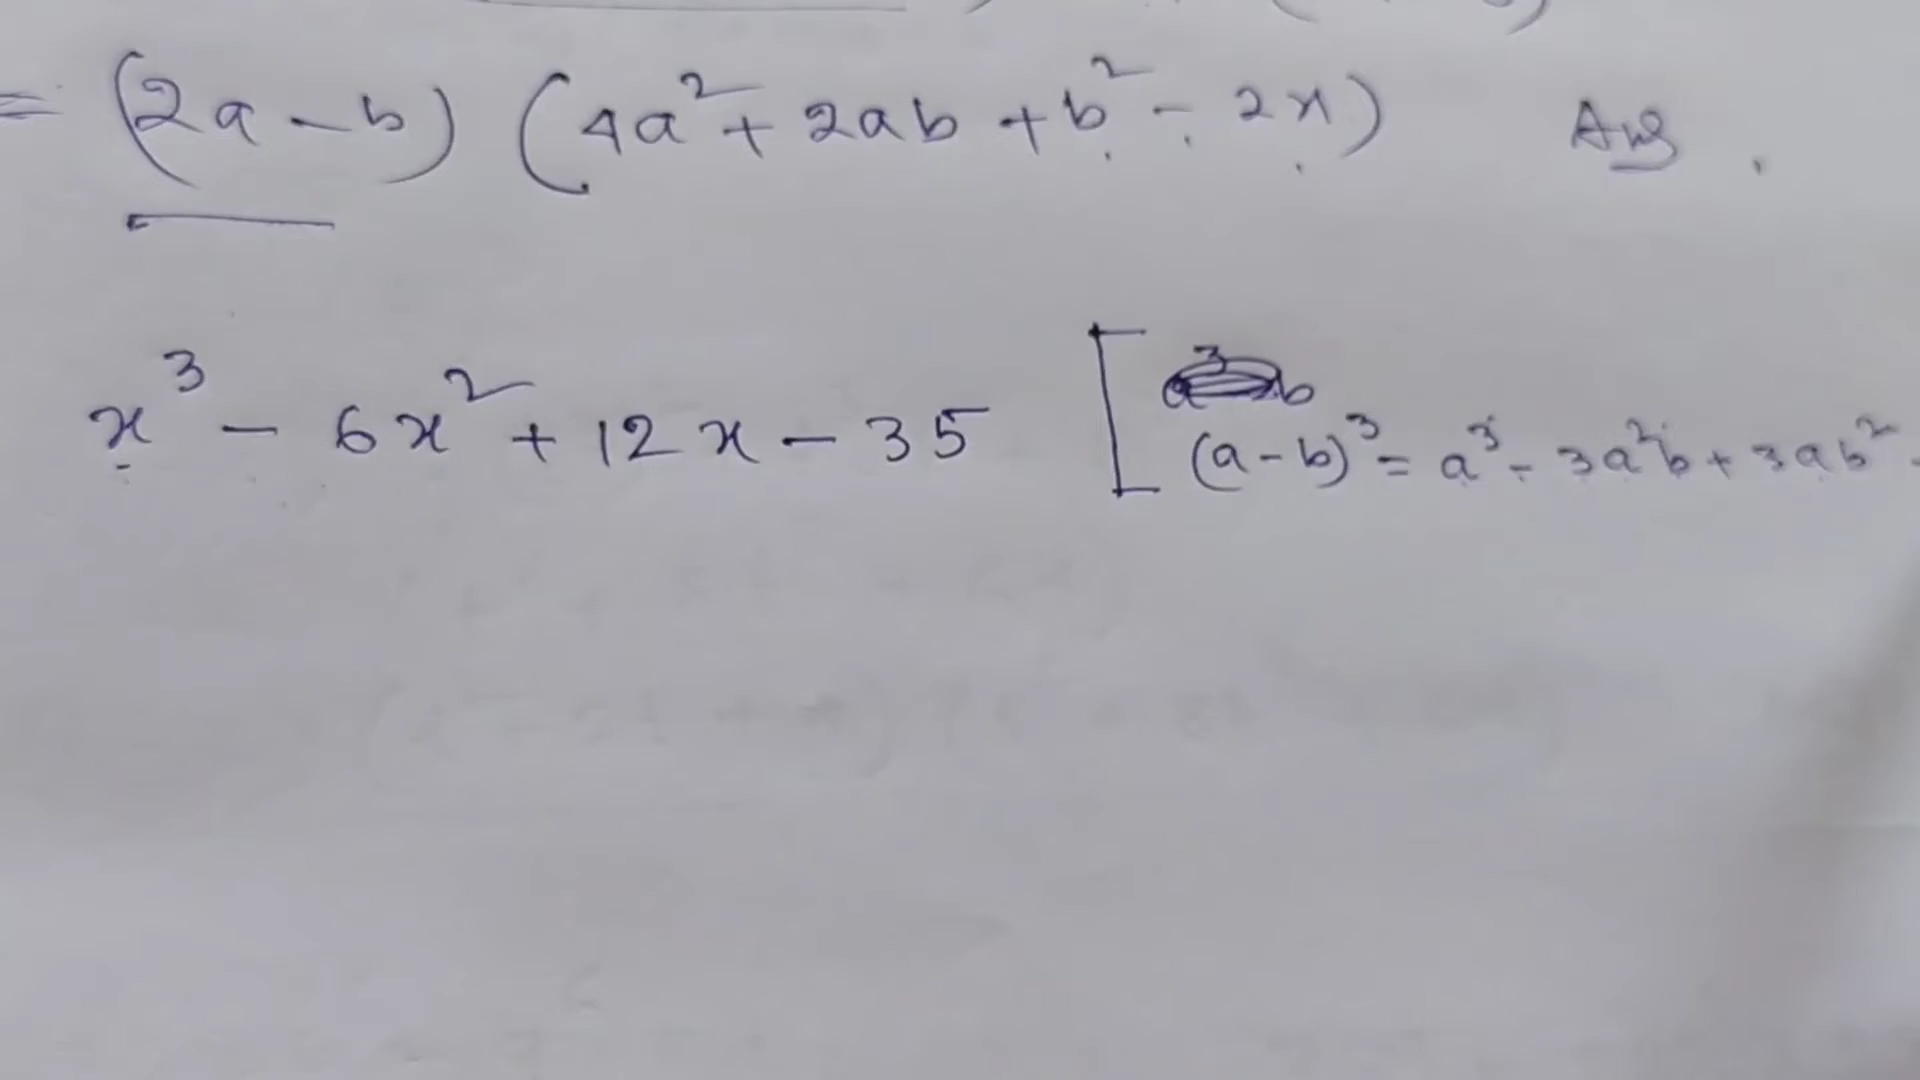 = (2a - b) (4a² + 2ab + b² - 2x) Ans.
x³ - 6x² + 12x - 35 [ (a - b)³ = a³ - 3a²b + 3ab² -